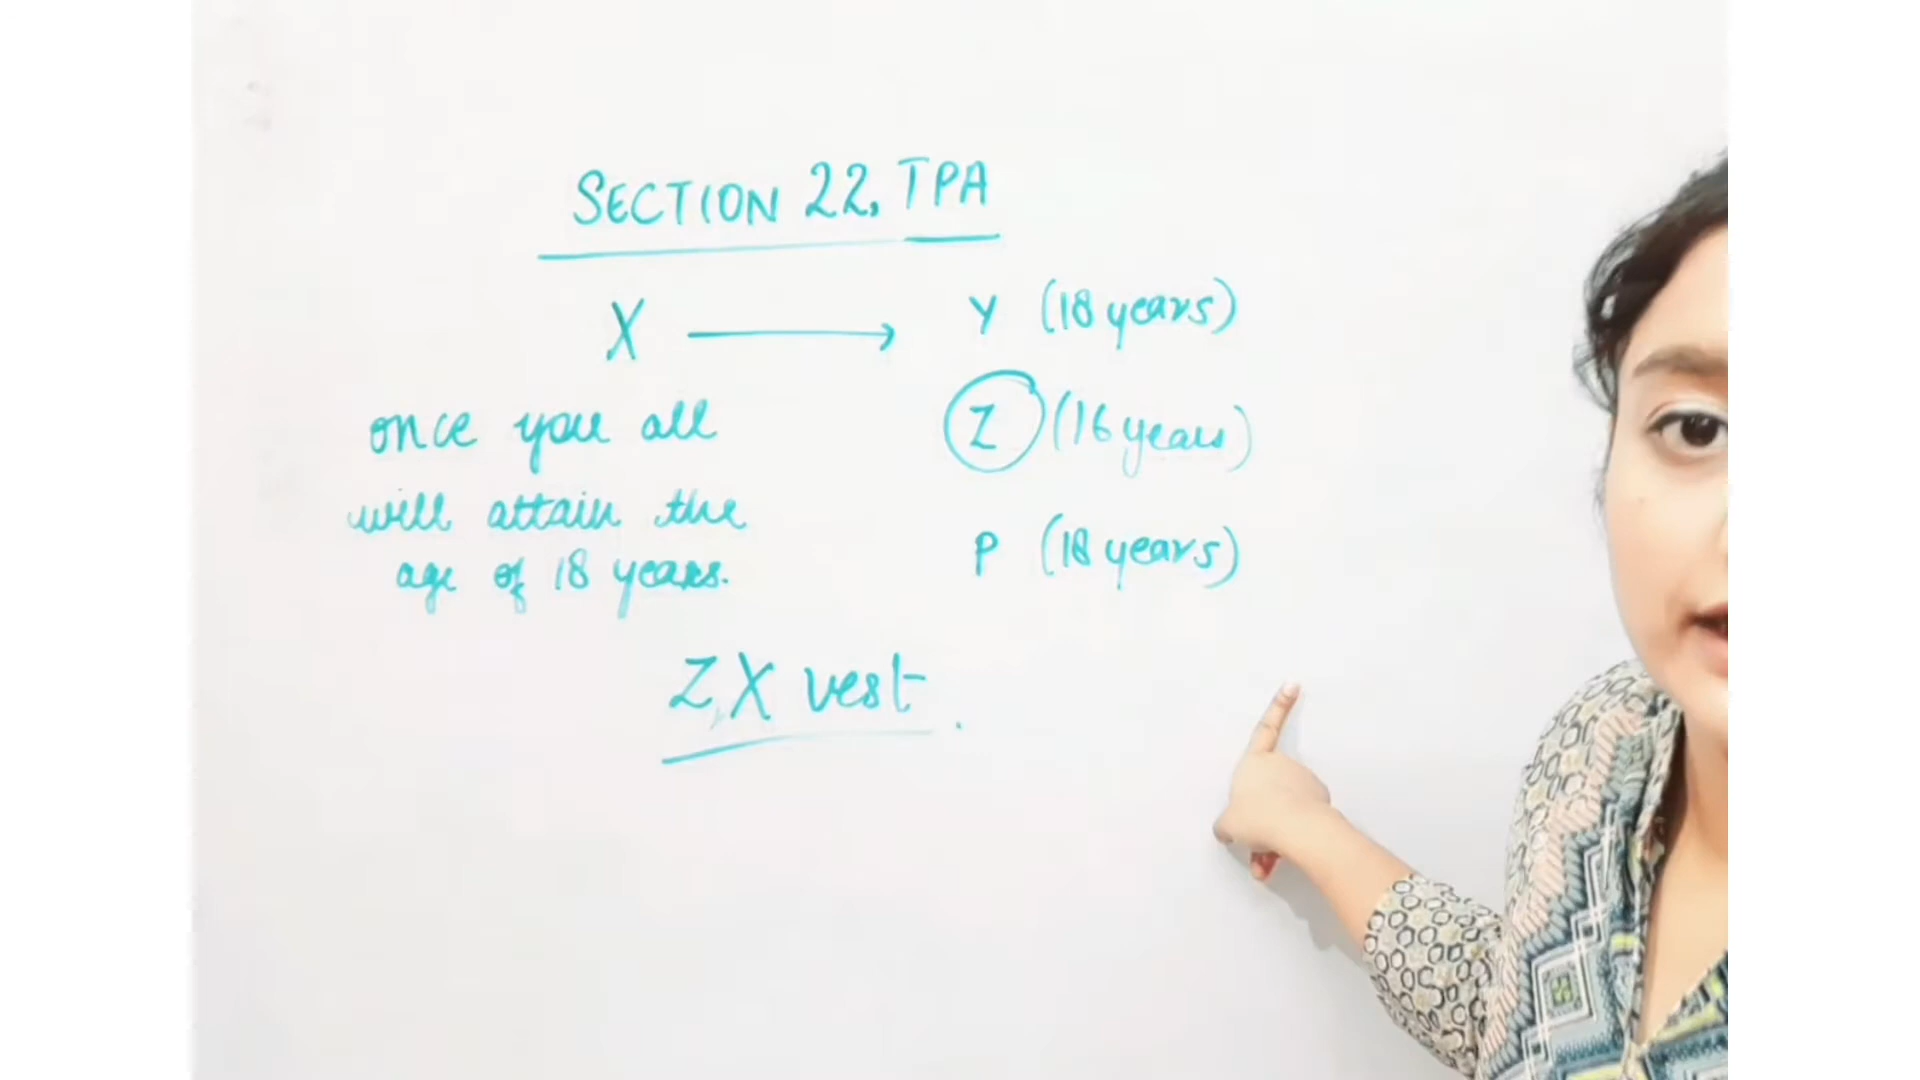 SECTION 22, TPA
X → Y (18 years)
once you all
Z (16 years)
will attain the
age of 18 years.
P (18 years)
Z X vest.